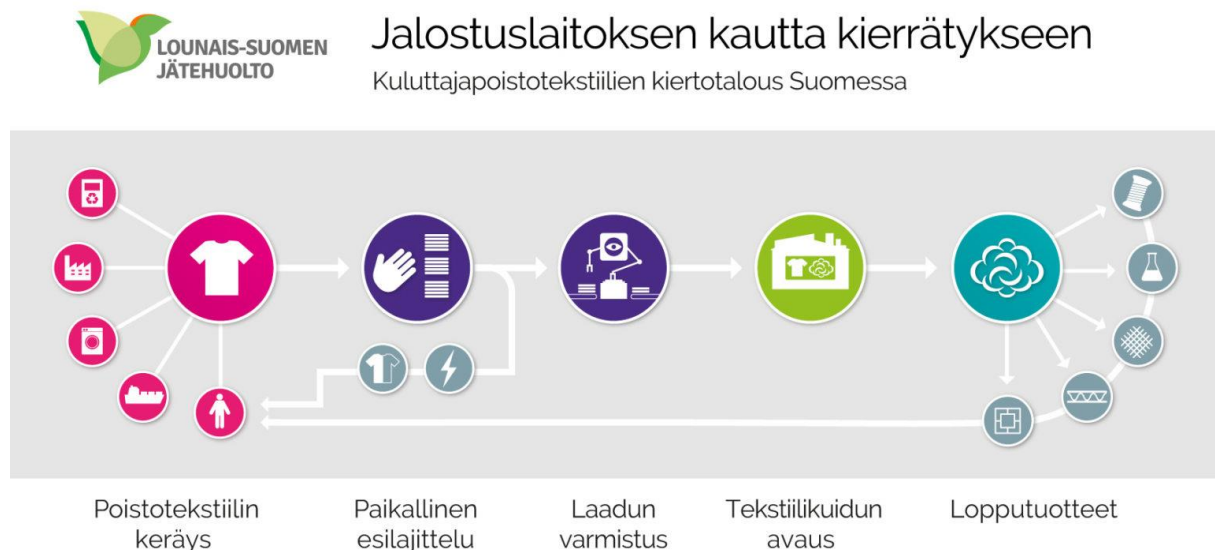 LOUNAIS-SUOMEN
JÄTEHUOLTO
Jalostuslaitoksen kautta kierrätykseen
Kuluttajapoistotekstiilien kiertotalous Suomessa
Poistotekstiilin
keräys
Paikallinen
esilajittelu
Laadun
varmistus
Tekstiilikuidun
avaus
Lopputuotteet